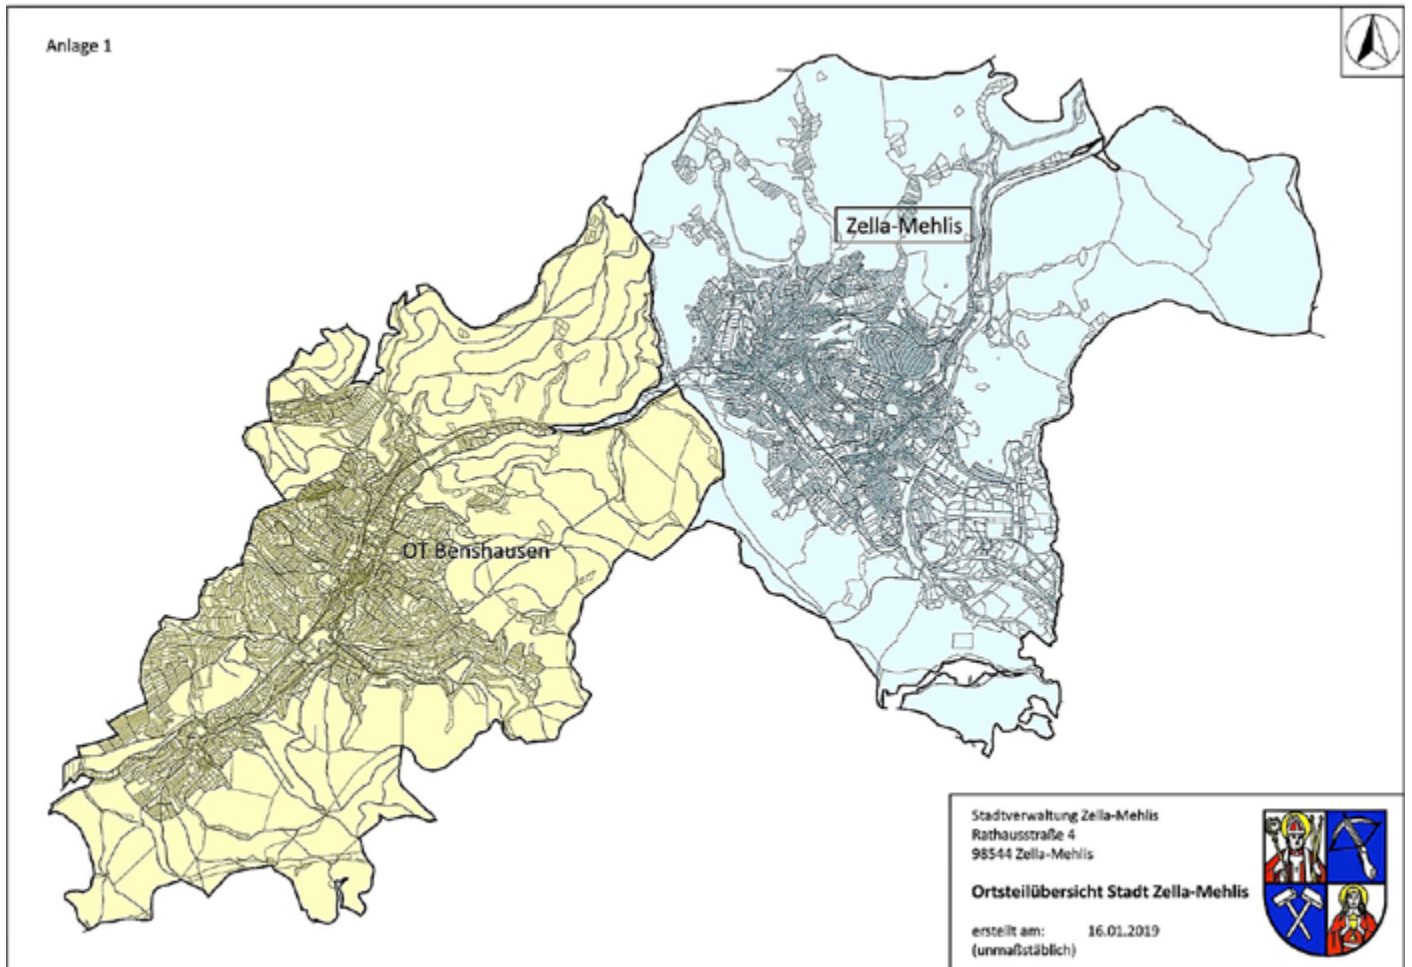 Anlage 1
Zella-Mehlis
OT Benshausen
Stadtverwaltung Zella-Mehlis
Rathausstraße 4
98544 Zella-Mehlis
Ortsteilübersicht Stadt Zella-Mehlis
erstellt am: 16.01.2019
(unmaßstäblich)